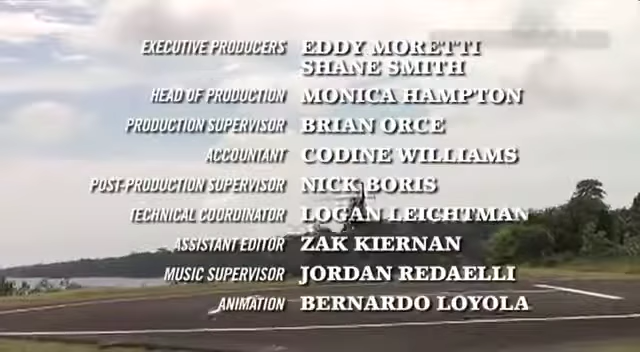 EXECUTIVE PRODUCERS EDDY MORETTI
SHANE SMITH
HEAD OF PRODUCTION MONICA HAMPTON
PRODUCTION SUPERVISOR BRIAN ORCE
ACCOUNTANT CODINE WILLIAMS
POST-PRODUCTION SUPERVISOR NICK BORIS
TECHNICAL COORDINATOR LOGAN LEICHTMAN
ASSISTANT EDITOR ZAK KIERNAN
MUSIC SUPERVISOR JORDAN REDAELLI
ANIMATION BERNARDO LOYOLA